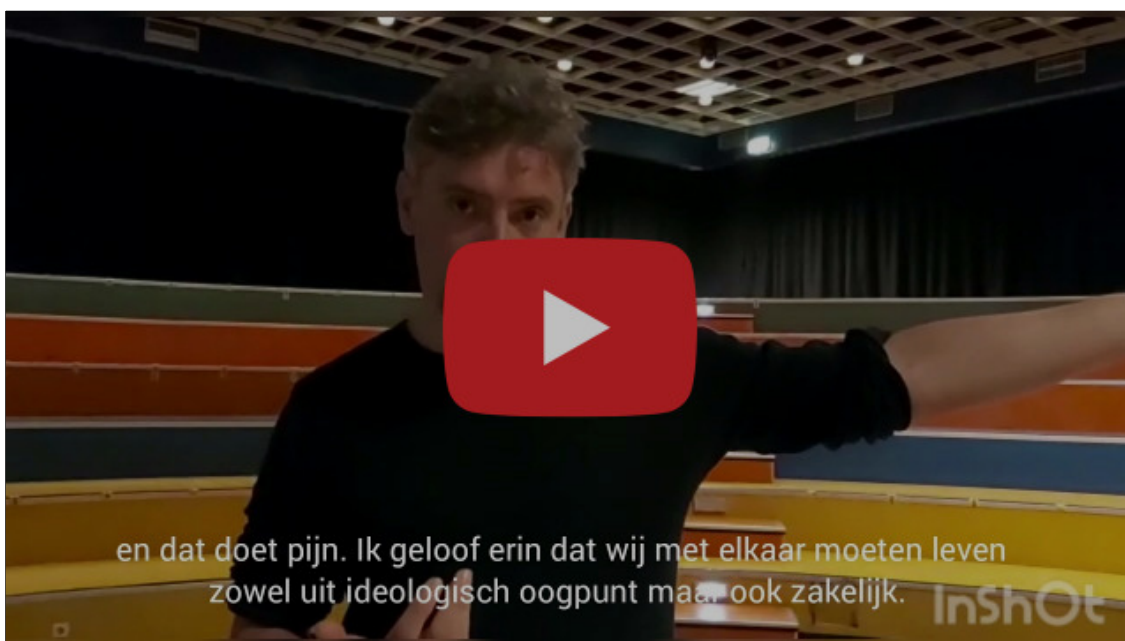 en dat doet pijn. Ik geloof erin dat wij met elkaar moeten leven
zowel uit ideologisch oogpunt maar ook zakelijk.
InShOt